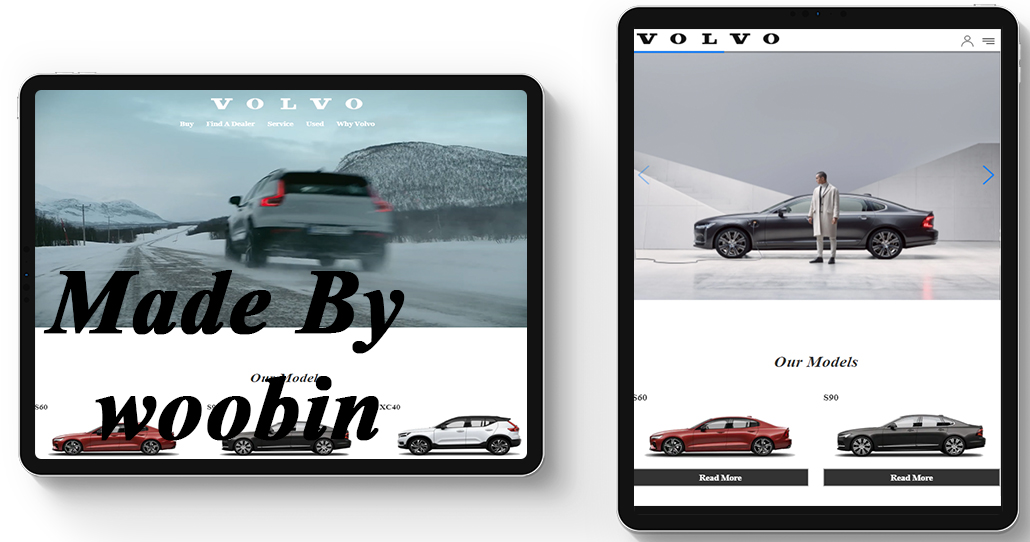 VOLVO
Buy Find A Dealer Service Used Why Volvo
Made By
Our Models
woobin
S60 XC40
VOLVO
Our Models
S60 S90
Read More Read More